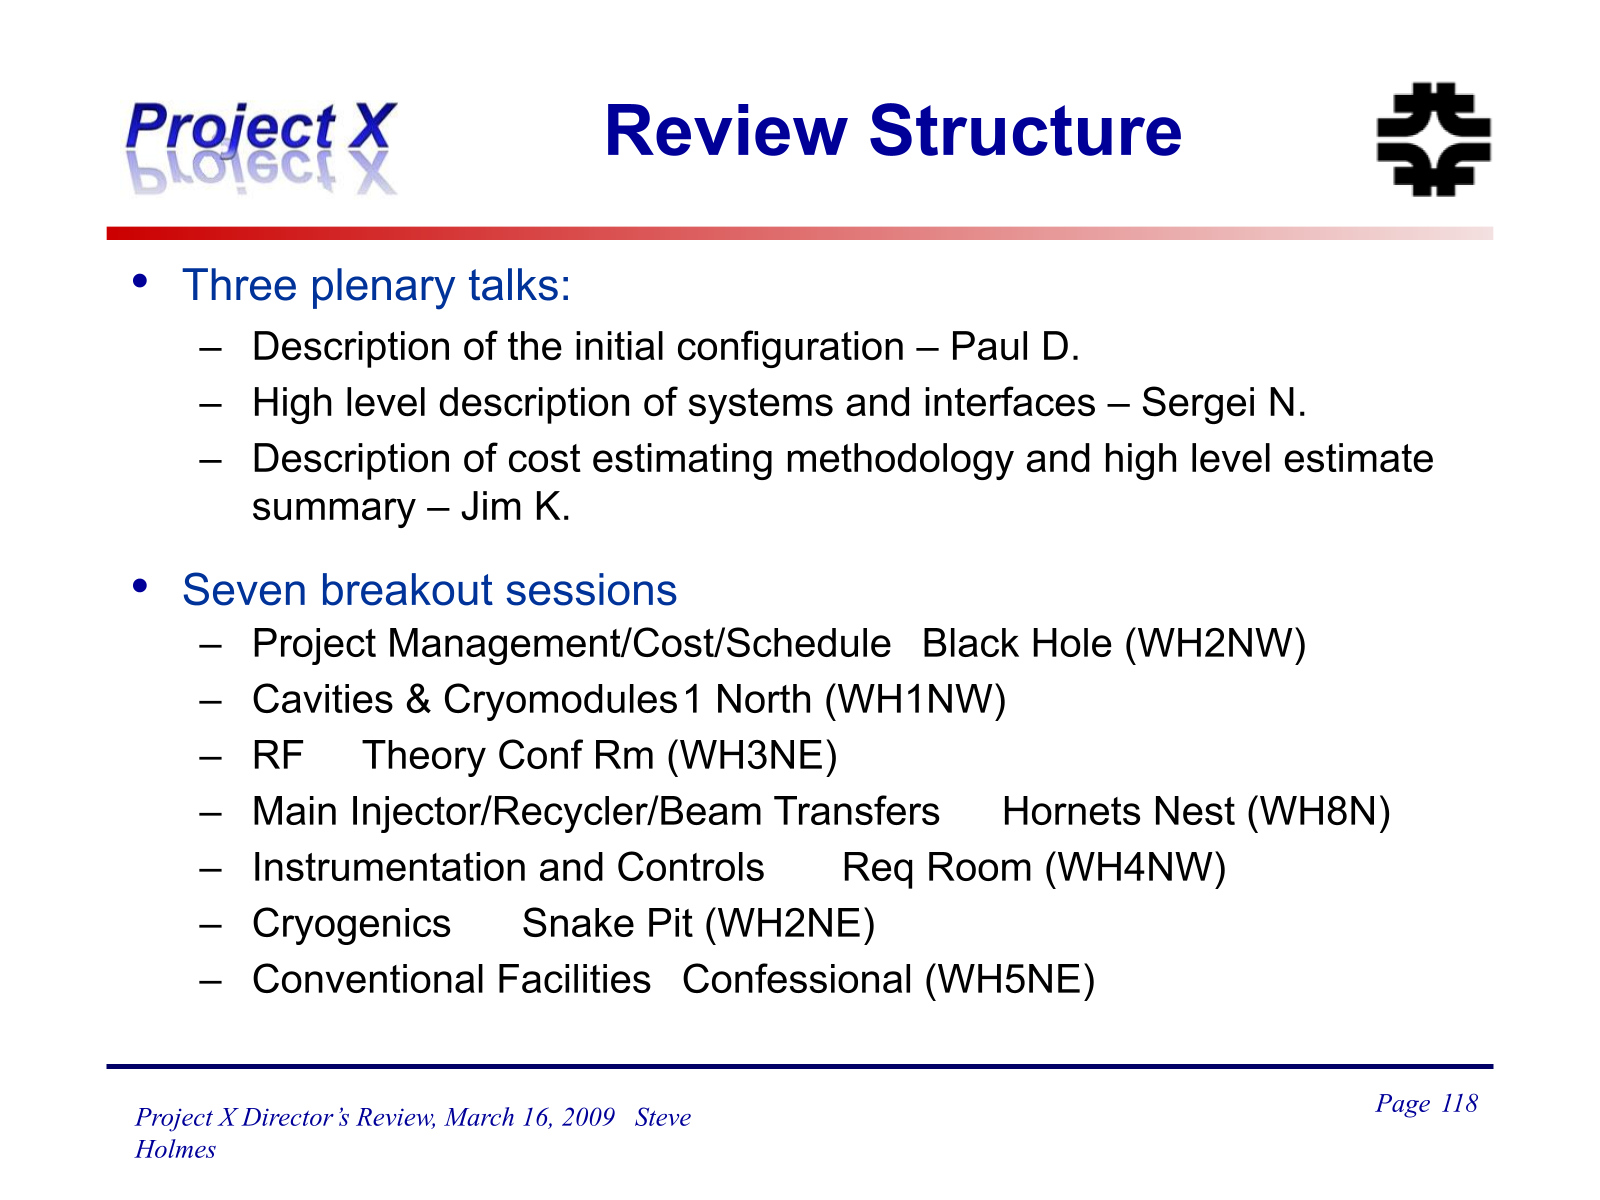 Project X
Review Structure
• Three plenary talks:
– Description of the initial configuration – Paul D.
– High level description of systems and interfaces – Sergei N.
– Description of cost estimating methodology and high level estimate
summary – Jim K.
• Seven breakout sessions
– Project Management/Cost/Schedule Black Hole (WH2NW)
– Cavities & Cryomodules 1 North (WH1NW)
– RF Theory Conf Rm (WH3NE)
– Main Injector/Recycler/Beam Transfers Hornets Nest (WH8N)
– Instrumentation and Controls Req Room (WH4NW)
– Cryogenics Snake Pit (WH2NE)
– Conventional Facilities Confessional (WH5NE)
Project X Director’s Review, March 16, 2009 Steve
Holmes
Page 118